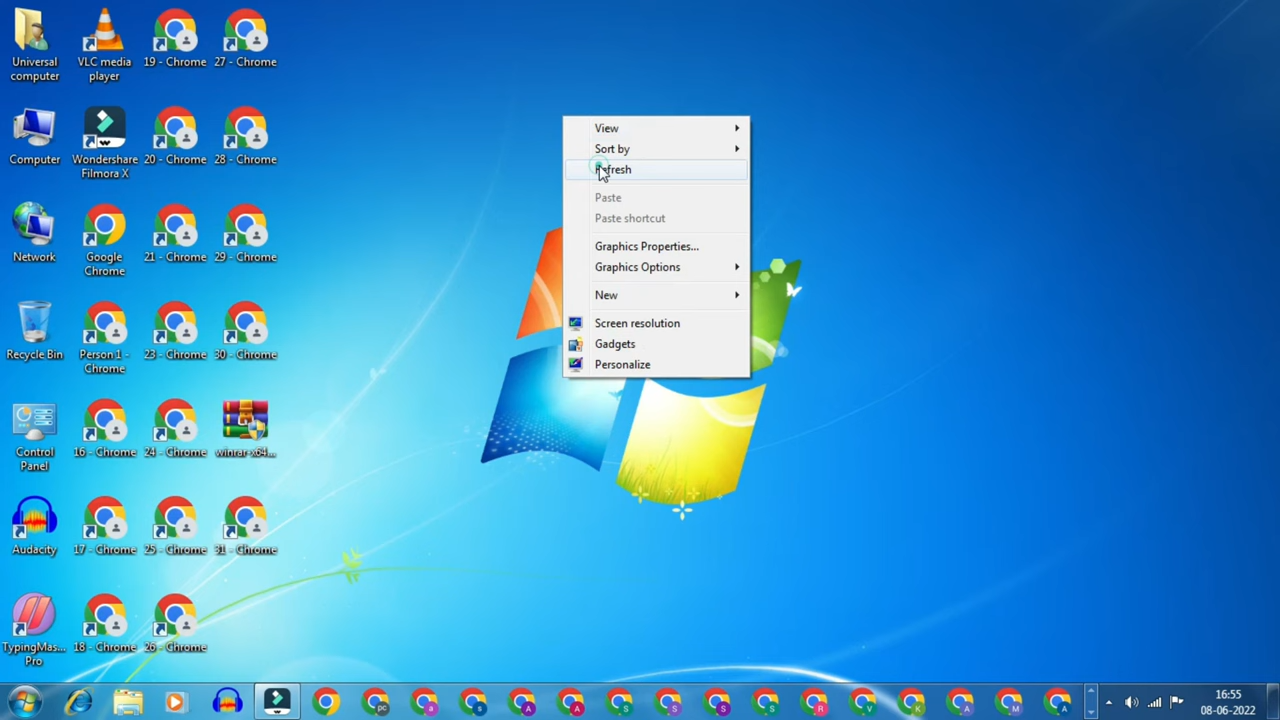 Universal
computer
VLC media
player
19 - Chrome
27 - Chrome
Computer
Wondershare
Filmora X
20 - Chrome
28 - Chrome
Network
Google
Chrome
21 - Chrome
29 - Chrome
Recycle Bin
Person 1 -
Chrome
23 - Chrome
30 - Chrome
Control
Panel
16 - Chrome
24 - Chrome
winrar-x64...
Audacity
17 - Chrome
25 - Chrome
31 - Chrome
TypingMas...
Pro
18 - Chrome
26 - Chrome
View
Sort by
Refresh
Paste
Paste shortcut
Graphics Properties...
Graphics Options
New
Screen resolution
Gadgets
Personalize
pc
a
s
A
A
S
S
S
S
R
V
K
A
M
A
16:55
08-06-2022